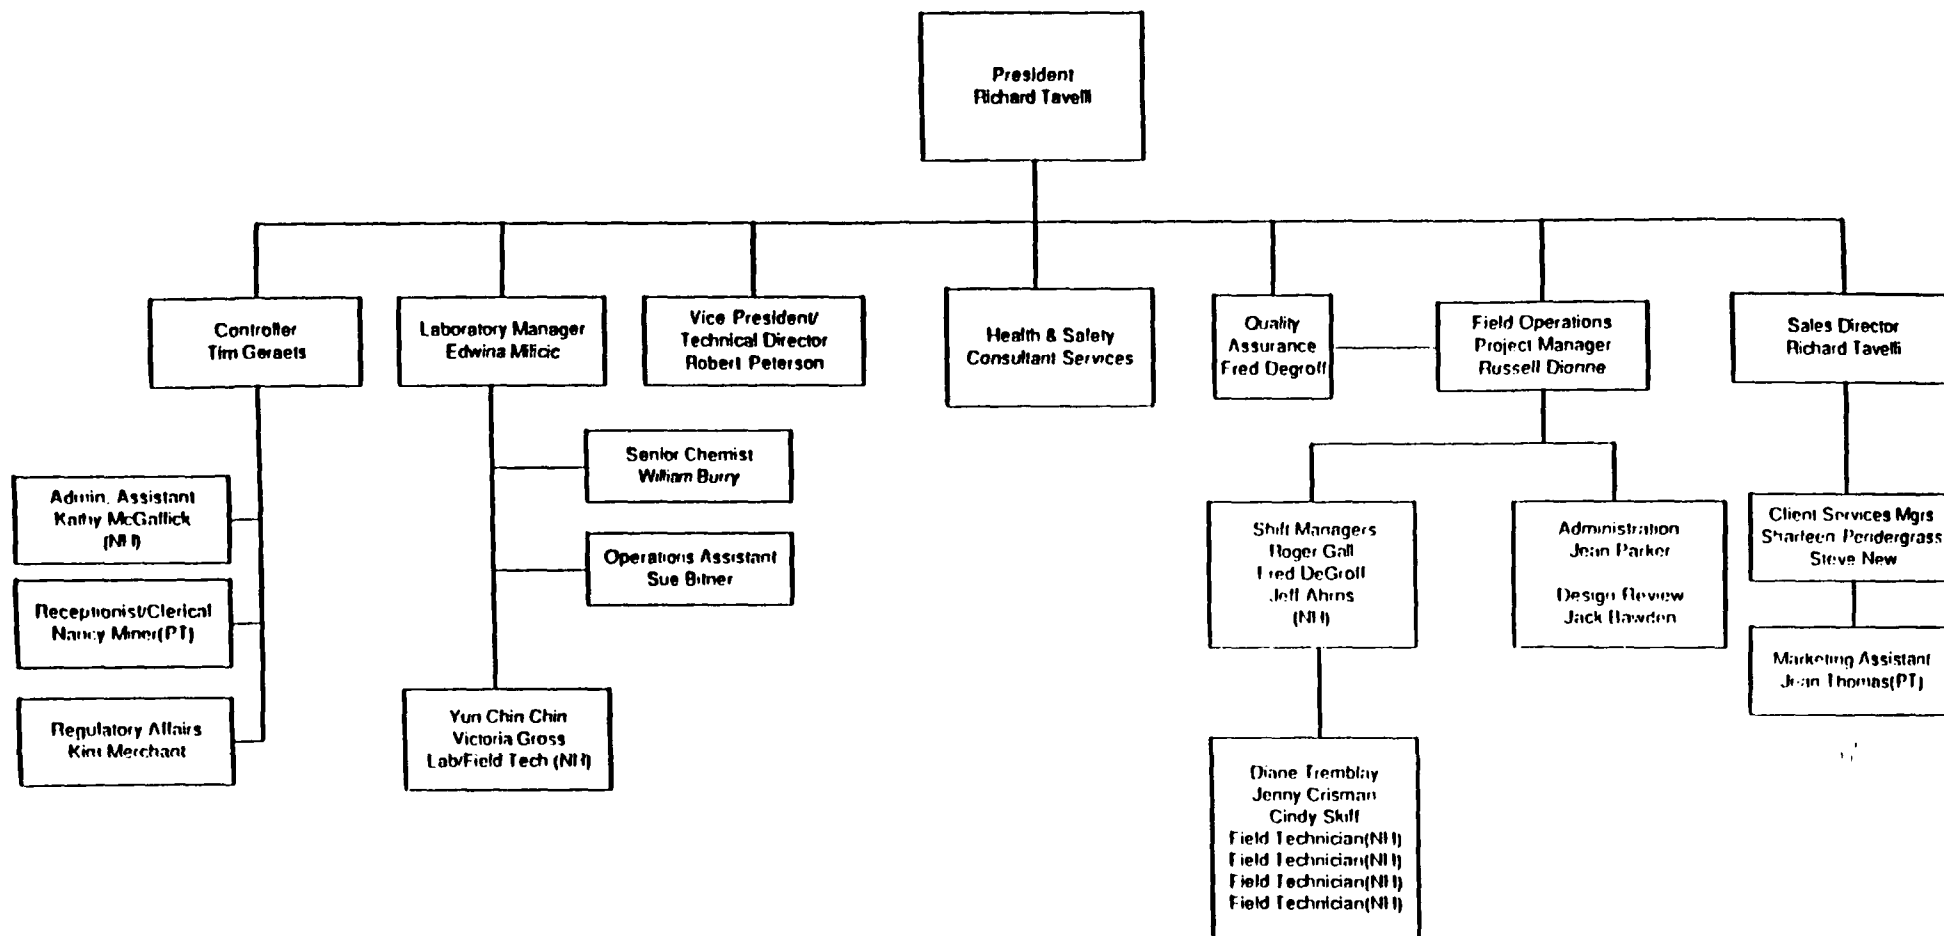 President
Richard Tavelli
Controller
Tim Geraets
Laboratory Manager
Edwina Milicic
Vice President/
Technical Director
Robert Peterson
Health & Safety
Consultant Services
Quality
Assurance
Fred Degroff
Field Operations
Project Manager
Russell Dionne
Sales Director
Richard Tavelli
Admin. Assistant
Kathy McGallick
(NH)
Receptionist/Clerical
Nancy Miner(PT)
Regulatory Affairs
Kim Merchant
Senior Chemist
William Burry
Operations Assistant
Sue Bitner
Yun Chin Chin
Victoria Gross
Lab/Field Tech (NH)
Shift Managers
Roger Gall
Fred DeGroff
Jeff Ahrns
(NH)
Administration
Jean Parker
Design Review
Jack Bawden
Diane Tremblay
Jenny Crisman
Cindy Skiff
Field Technician(NH)
Field Technician(NH)
Field Technician(NH)
Field Technician(NH)
Client Services Mgrs
Sharleen Pendergrass
Steve New
Marketing Assistant
Jean Thomas(PT)